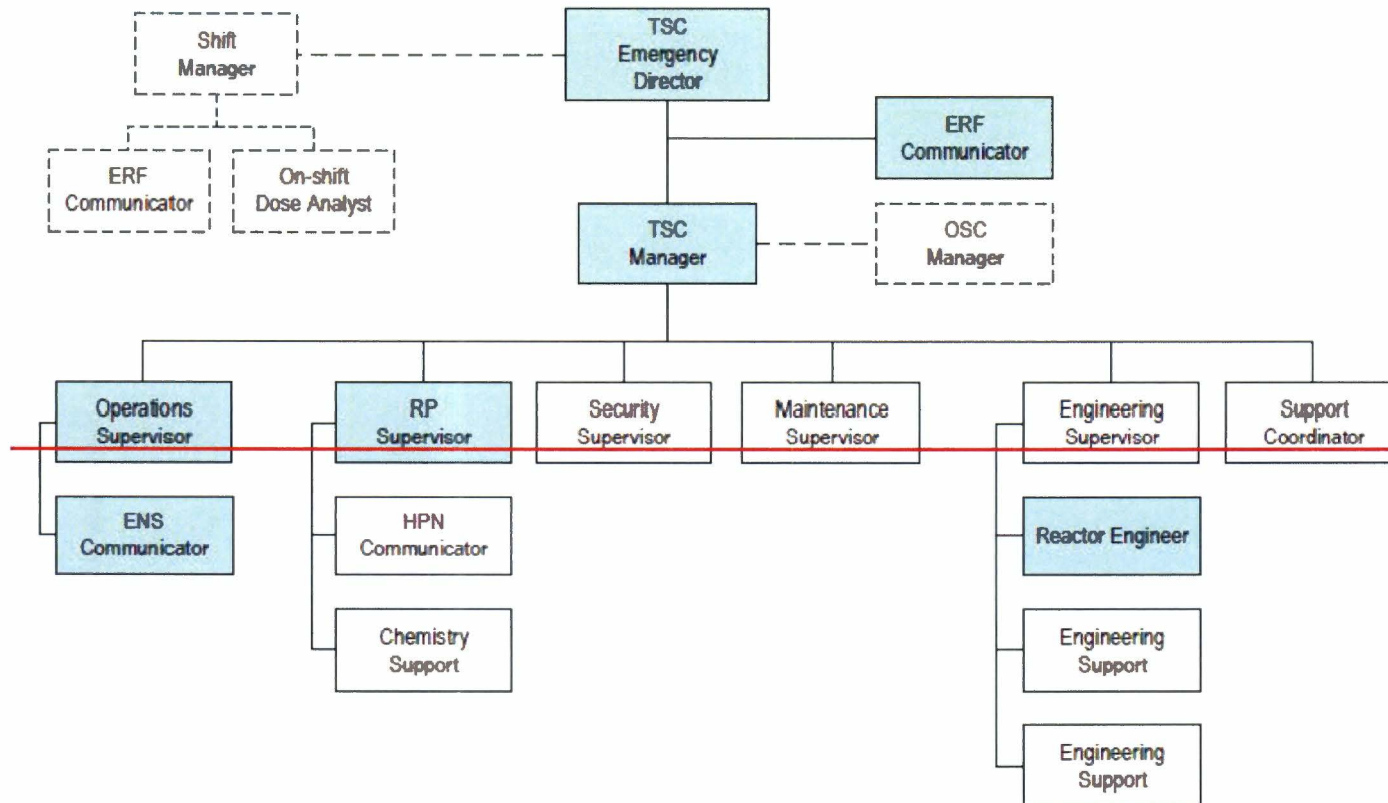 TSC
Emergency
Director
Shift
Manager
ERF
Communicator
ERF
Communicator
On-shift
Dose Analyst
TSC
Manager
OSC
Manager
Operations
Supervisor
RP
Supervisor
Security
Supervisor
Maintenance
Supervisor
Engineering
Supervisor
Support
Coordinator
ENS
Communicator
HPN
Communicator
Reactor Engineer
Chemistry
Support
Engineering
Support
Engineering
Support